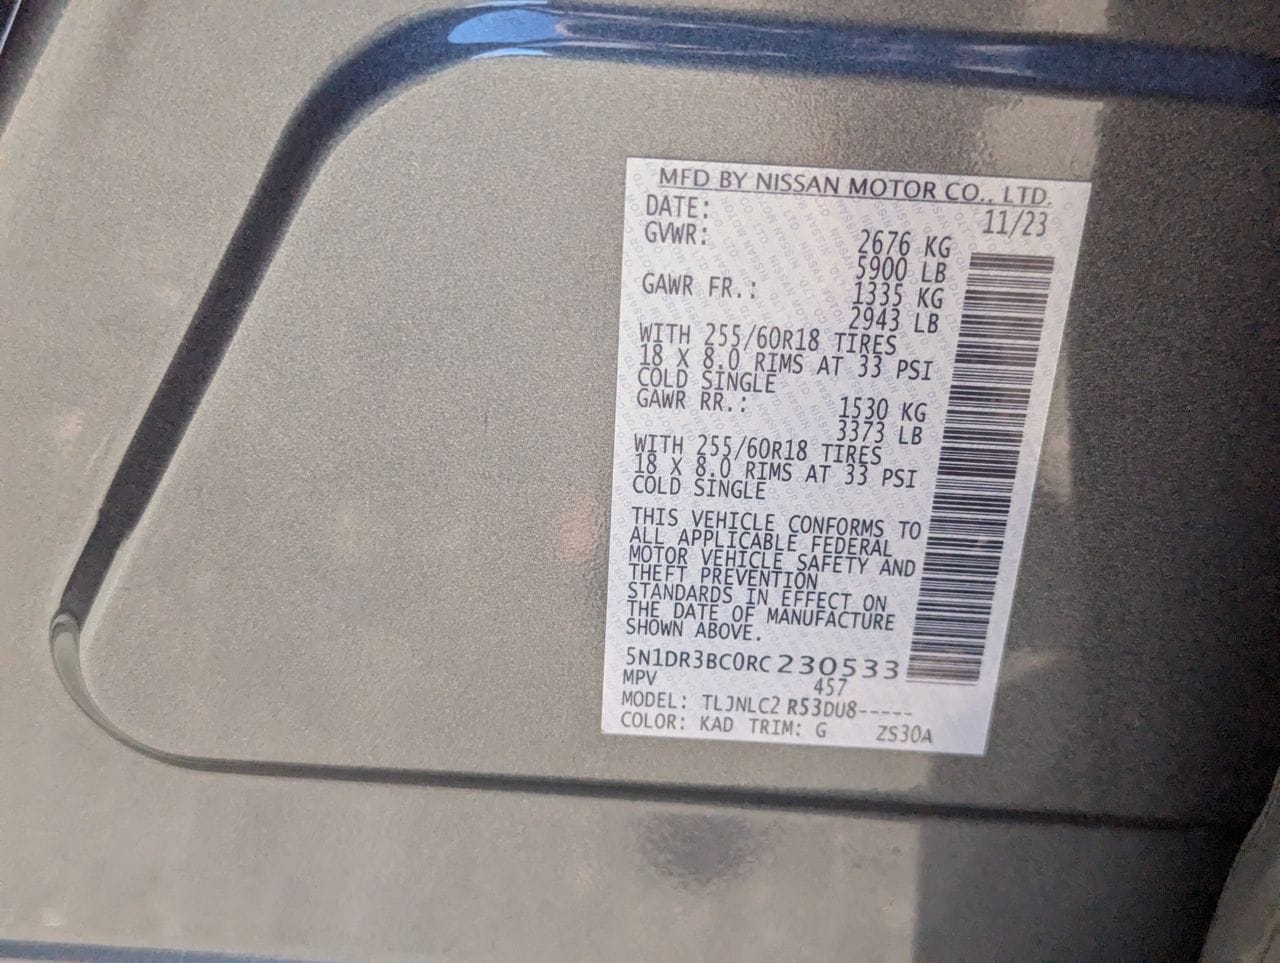 MFD BY NISSAN MOTOR CO., LTD.
DATE: 11/23
GVWR: 2676 KG
5900 LB
GAWR FR.: 1335 KG
2943 LB
WITH 255/60R18 TIRES
18 X 8.0 RIMS AT 33 PSI
COLD SINGLE
GAWR RR.: 1530 KG
3373 LB
WITH 255/60R18 TIRES
18 X 8.0 RIMS AT 33 PSI
COLD SINGLE
THIS VEHICLE CONFORMS TO
ALL APPLICABLE FEDERAL
MOTOR VEHICLE SAFETY AND
THEFT PREVENTION
STANDARDS IN EFFECT ON
THE DATE OF MANUFACTURE
SHOWN ABOVE.
5N1DR3BC0RC230533
MPV 457
MODEL: TLJNLC2 R53DU8-----
COLOR: KAD TRIM: G ZS30A